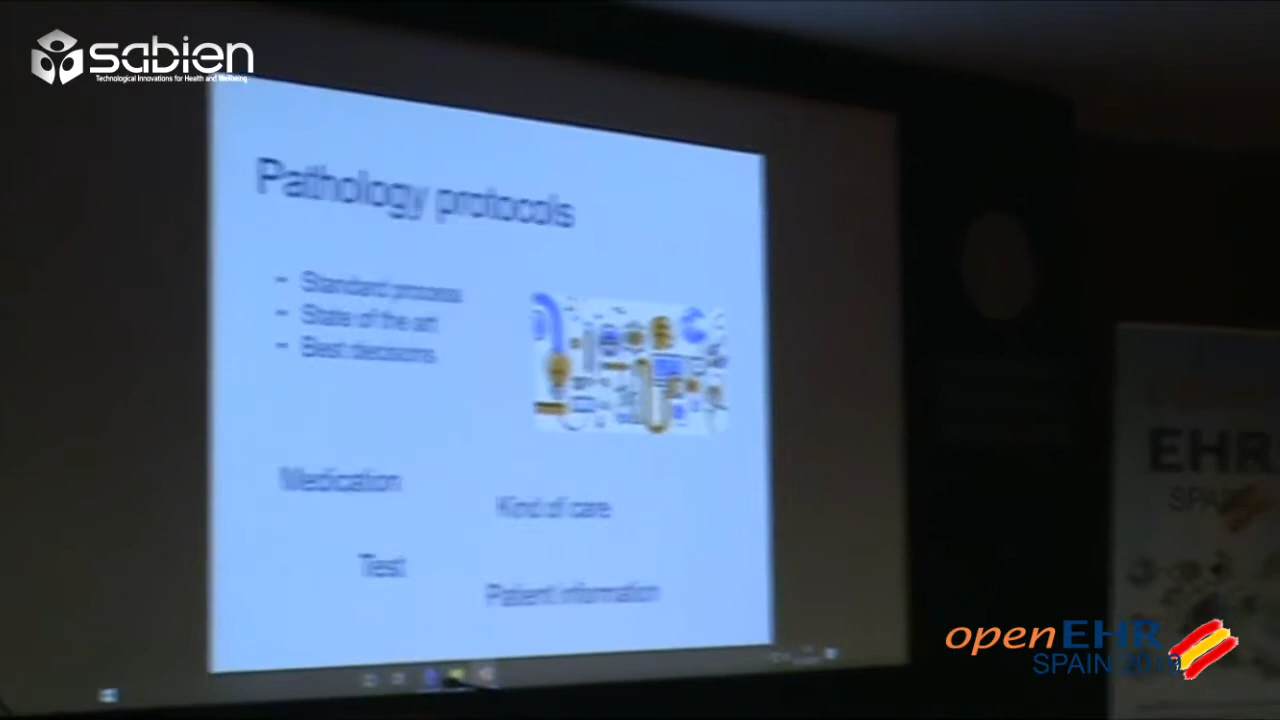 sabien
Technological Innovations for Health and Wellbeing
Pathology protocols
- Standard process
- State of the art
- Best decisions
Medication
Kind of care
Test
Patient information
EHR
openEHR
SPAIN